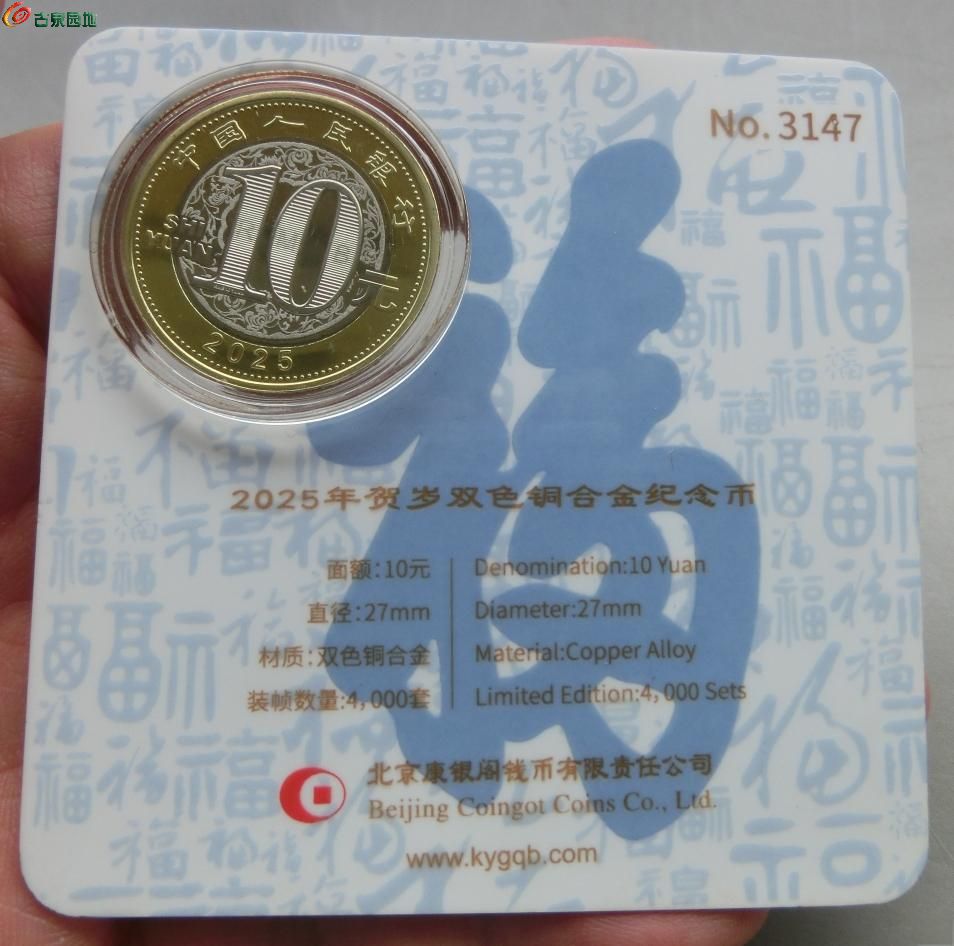 古泉园地
No.3147
中国人民银行
10
SHI
YUAN
元
2025
福
2025年贺岁双色铜合金纪念币
面额:10元
Denomination:10 Yuan
直径:27mm
Diameter:27mm
材质:双色铜合金
Material:Copper Alloy
装帧数量:4,000套
Limited Edition:4,000 Sets
北京康银阁钱币有限责任公司
Beijing Coingot Coins Co., Ltd.
www.kygqb.com